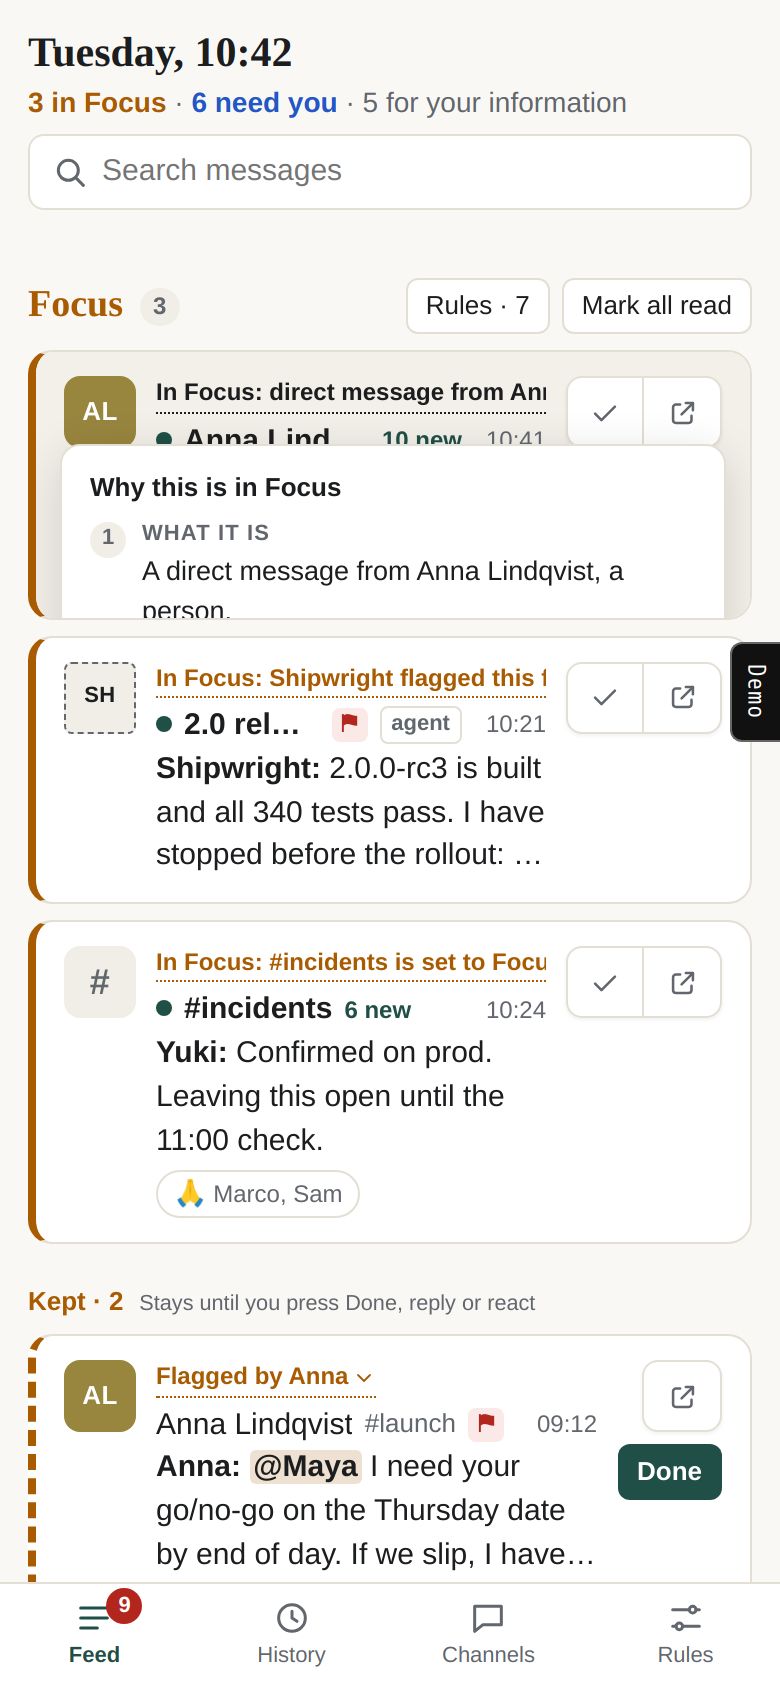 Tuesday, 10:42
3 in Focus · 6 need you · 5 for your information
Search messages
Focus 3
Rules · 7
Mark all read
AL
In Focus: direct message from
Anna Lind 10 new 10:41
Why this is in Focus
1 WHAT IT IS
A direct message from Anna Lindqvist, a
person.
SH
In Focus: Shipwright flagged this
2.0 rel… agent 10:21
Shipwright: 2.0.0-rc3 is built
and all 340 tests pass. I have
stopped before the rollout: …
Demo
#
In Focus: #incidents is set to
#incidents 6 new 10:24
Yuki: Confirmed on prod.
Leaving this open until the
11:00 check.
🙏 Marco, Sam
Kept · 2 Stays until you press Done, reply or react
AL
Flagged by Anna
Anna Lindqvist #launch 09:12
Anna: @Maya I need your
go/no-go on the Thursday date
by end of day. If we slip, I have…
Done
9
Feed
History
Channels
Rules